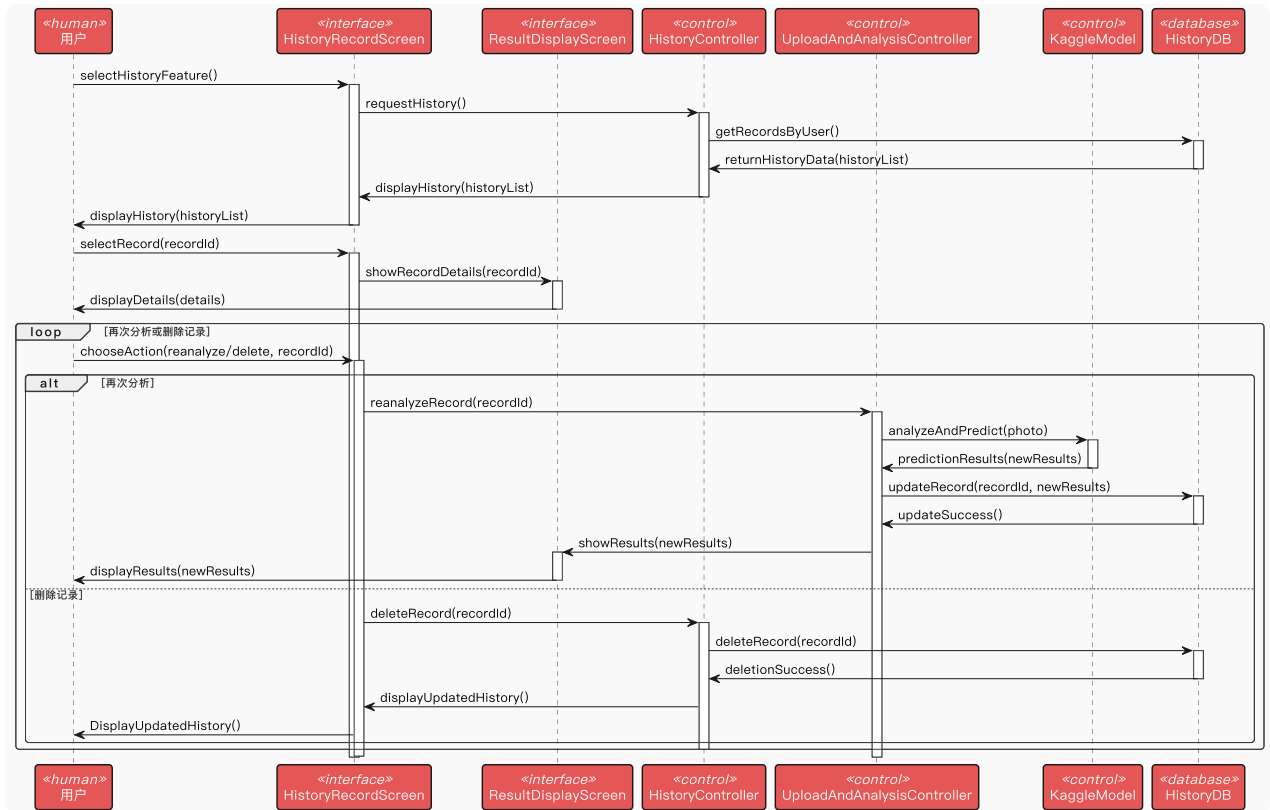 «human»
用户
«interface»
HistoryRecordScreen
«interface»
ResultDisplayScreen
«control»
HistoryController
«control»
UploadAndAnalysisController
«control»
KaggleModel
«database»
HistoryDB
selectHistoryFeature()
requestHistory()
getRecordsByUser()
returnHistoryData(historyList)
displayHistory(historyList)
displayHistory(historyList)
selectRecord(recordId)
showRecordDetails(recordId)
displayDetails(details)
loop [再次分析或删除记录]
chooseAction(reanalyze/delete, recordId)
alt [再次分析]
reanalyzeRecord(recordId)
analyzeAndPredict(photo)
predictionResults(newResults)
updateRecord(recordId, newResults)
updateSuccess()
showResults(newResults)
displayResults(newResults)
[删除记录]
deleteRecord(recordId)
deleteRecord(recordId)
deletionSuccess()
displayUpdatedHistory()
DisplayUpdatedHistory()
«human»
用户
«interface»
HistoryRecordScreen
«interface»
ResultDisplayScreen
«control»
HistoryController
«control»
UploadAndAnalysisController
«control»
KaggleModel
«database»
HistoryDB